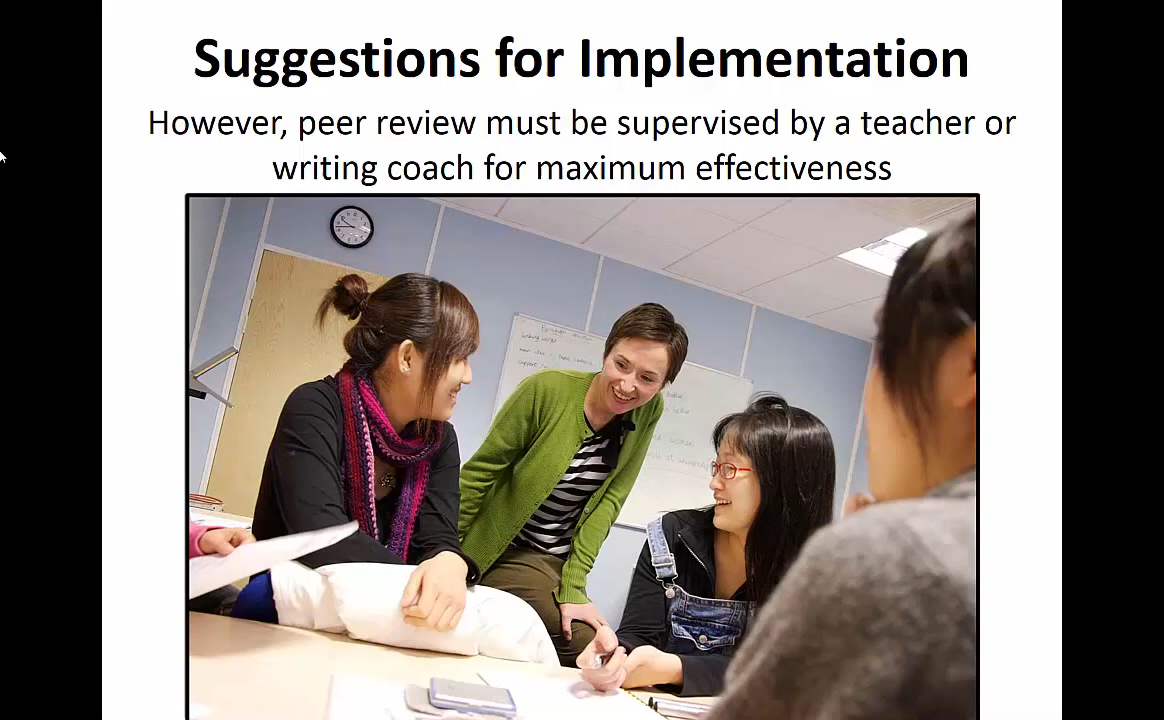 Suggestions for Implementation
However, peer review must be supervised by a teacher or
writing coach for maximum effectiveness